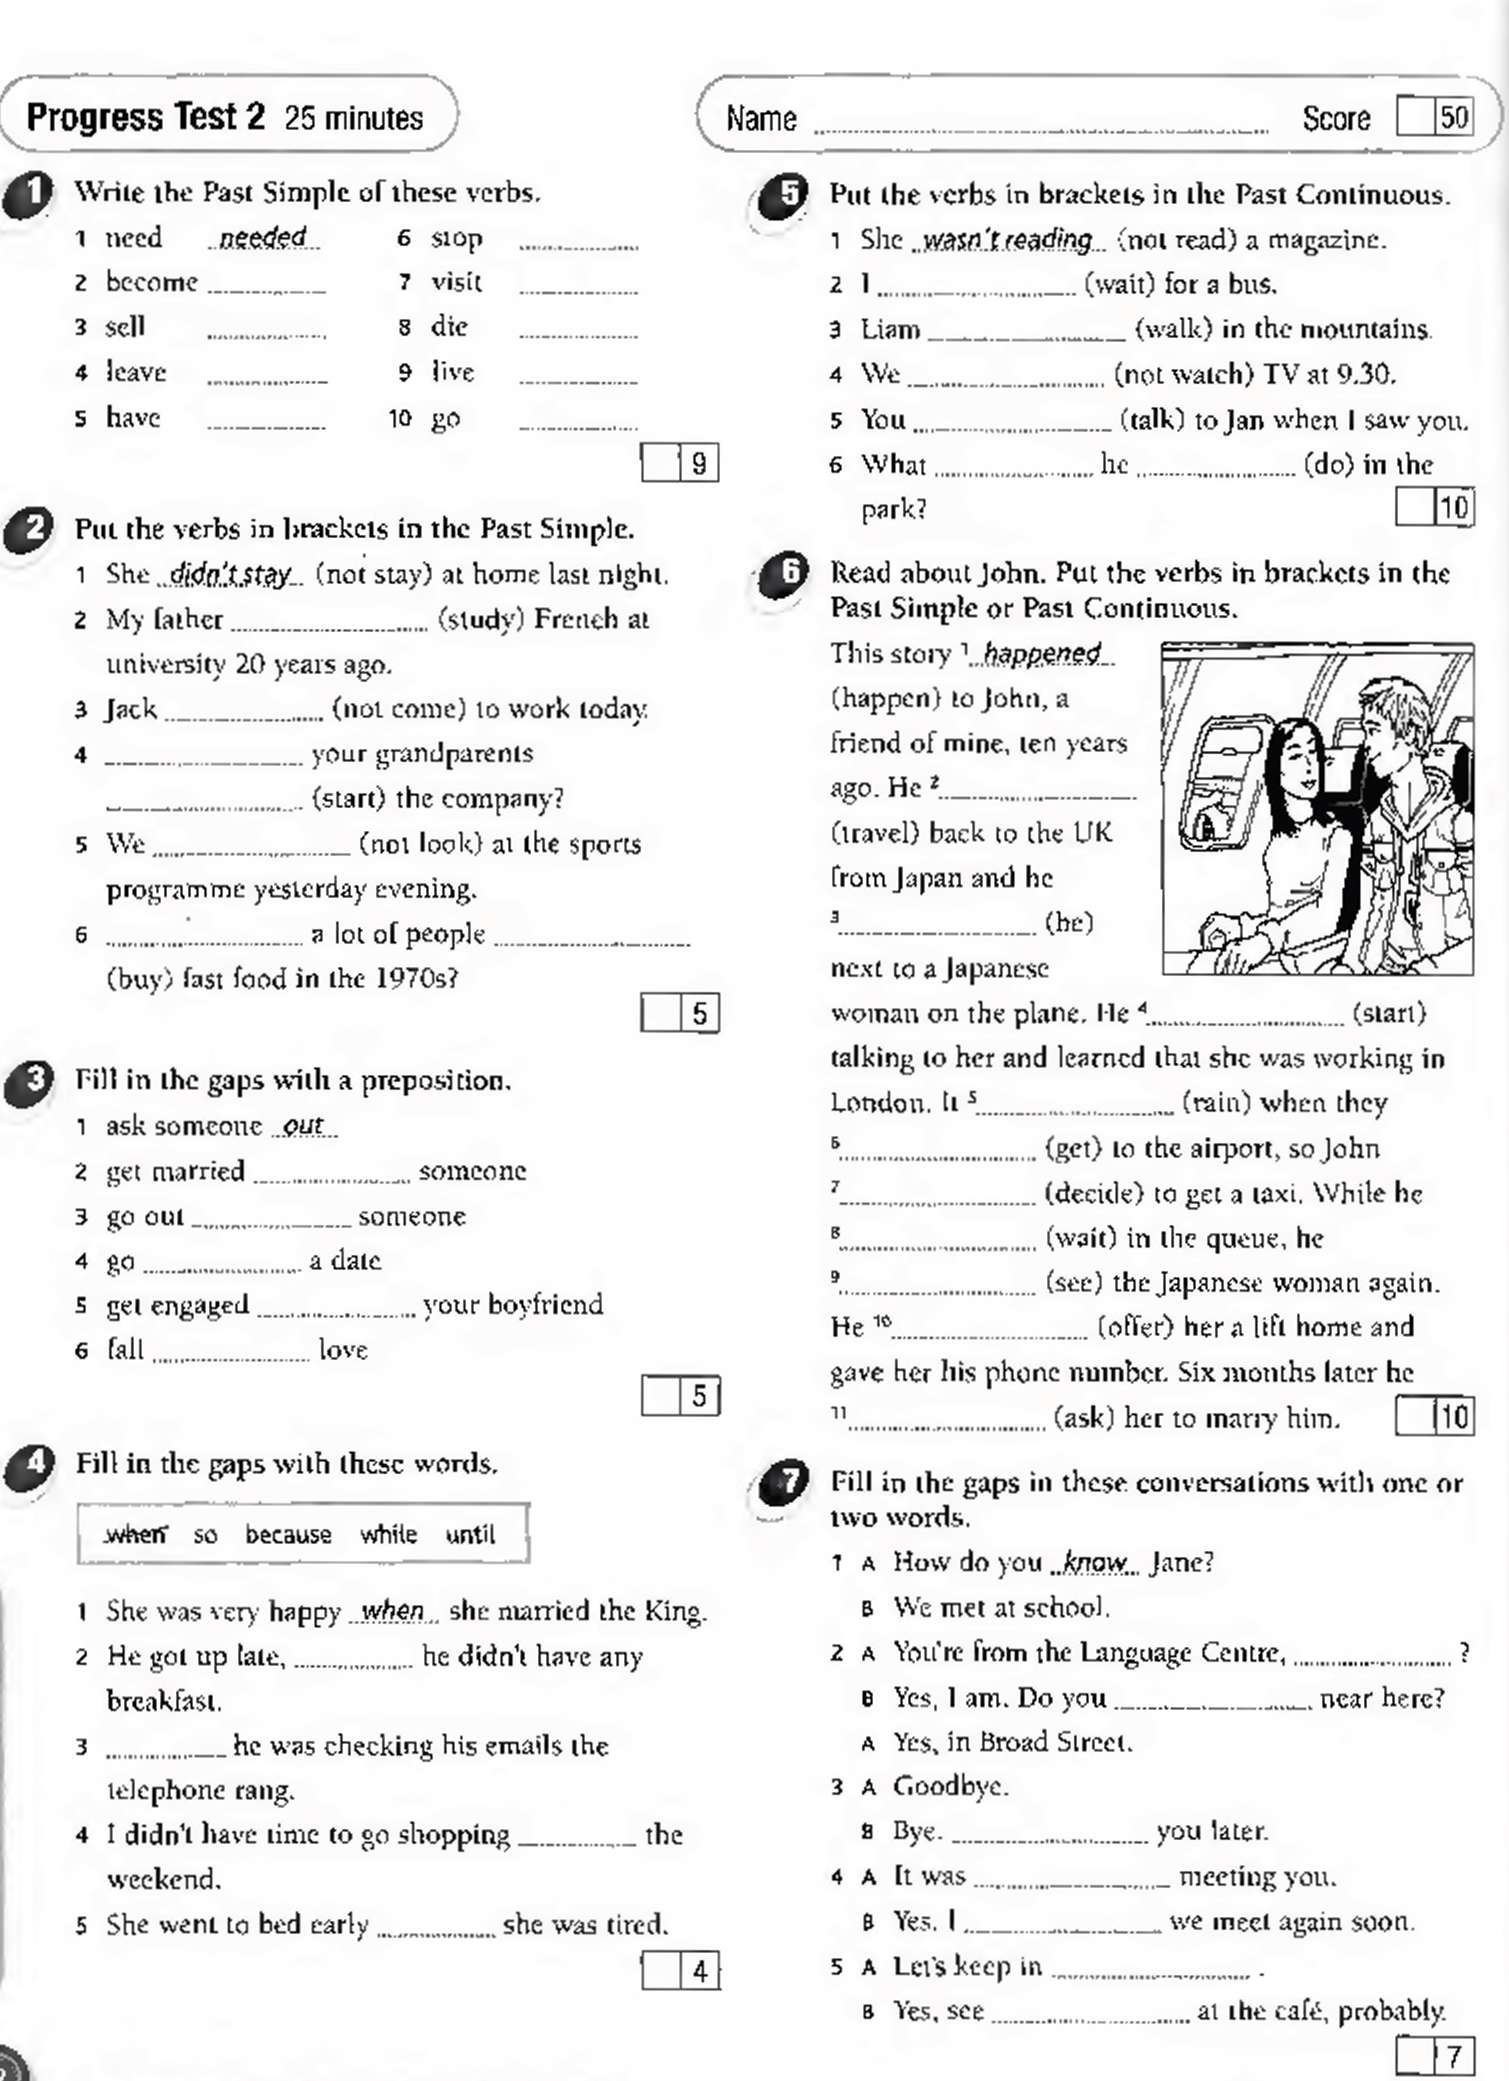 Progress Test 2 25 minutes
Name Score 50
1 Write the Past Simple of these verbs.
1 need needed 6 stop
2 become 7 visit
3 sell 8 die
4 leave 9 live
5 have 10 go
9
2 Put the verbs in brackets in the Past Simple.
1 She didn't stay (not stay) at home last night.
2 My father (study) French at
university 20 years ago.
3 Jack (not come) to work today.
4 your grandparents
(start) the company?
5 We (not look) at the sports
programme yesterday evening.
6 a lot of people
(buy) fast food in the 1970s?
5
3 Fill in the gaps with a preposition.
1 ask someone out
2 get married someone
3 go out someone
4 go a date
5 get engaged your boyfriend
6 fall love
5
4 Fill in the gaps with these words.
when so because while until
1 She was very happy when she married the King.
2 He got up late, he didn't have any
breakfast.
3 he was checking his emails the
telephone rang.
4 I didn't have time to go shopping the
weekend.
5 She went to bed early she was tired.
4
5 Put the verbs in brackets in the Past Continuous.
1 She wasn't reading (not read) a magazine.
2 I (wait) for a bus.
3 Liam (walk) in the mountains.
4 We (not watch) TV at 9.30.
5 You (talk) to Jan when I saw you.
6 What he (do) in the
park?
10
6 Read about John. Put the verbs in brackets in the
Past Simple or Past Continuous.
This story 1 happened
(happen) to John, a
friend of mine, ten years
ago. He 2
(travel) back to the UK
from Japan and he
3 (be)
next to a Japanese
woman on the plane. He 4 (start)
talking to her and learned that she was working in
London. It 5 (rain) when they
6 (get) to the airport, so John
7 (decide) to get a taxi. While he
8 (wait) in the queue, he
9 (see) the Japanese woman again.
He 10 (offer) her a lift home and
gave her his phone number. Six months later he
11 (ask) her to marry him.
10
7 Fill in the gaps in these conversations with one or
two words.
1 A How do you know Jane?
B We met at school.
2 A You're from the Language Centre, ?
B Yes, I am. Do you near here?
A Yes, in Broad Street.
3 A Goodbye.
B Bye. you later.
4 A It was meeting you.
B Yes. I we meet again soon.
5 A Let's keep in .
B Yes, see at the café, probably.
7